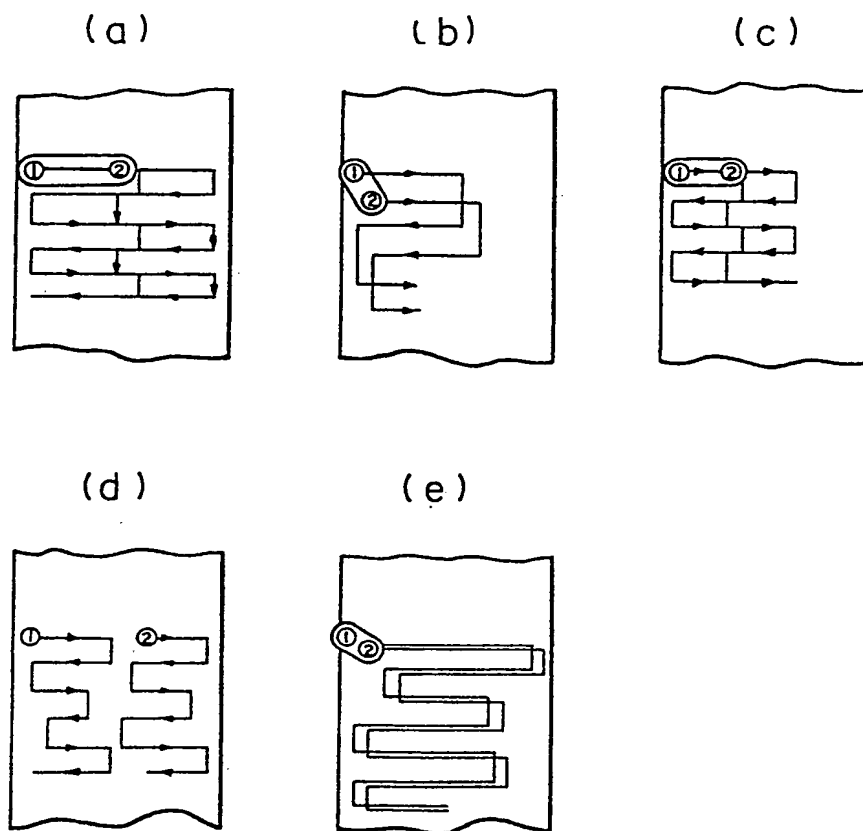 (a) (b) (c)
① ② ① ② ① ②
(d) (e)
① ② ① ②